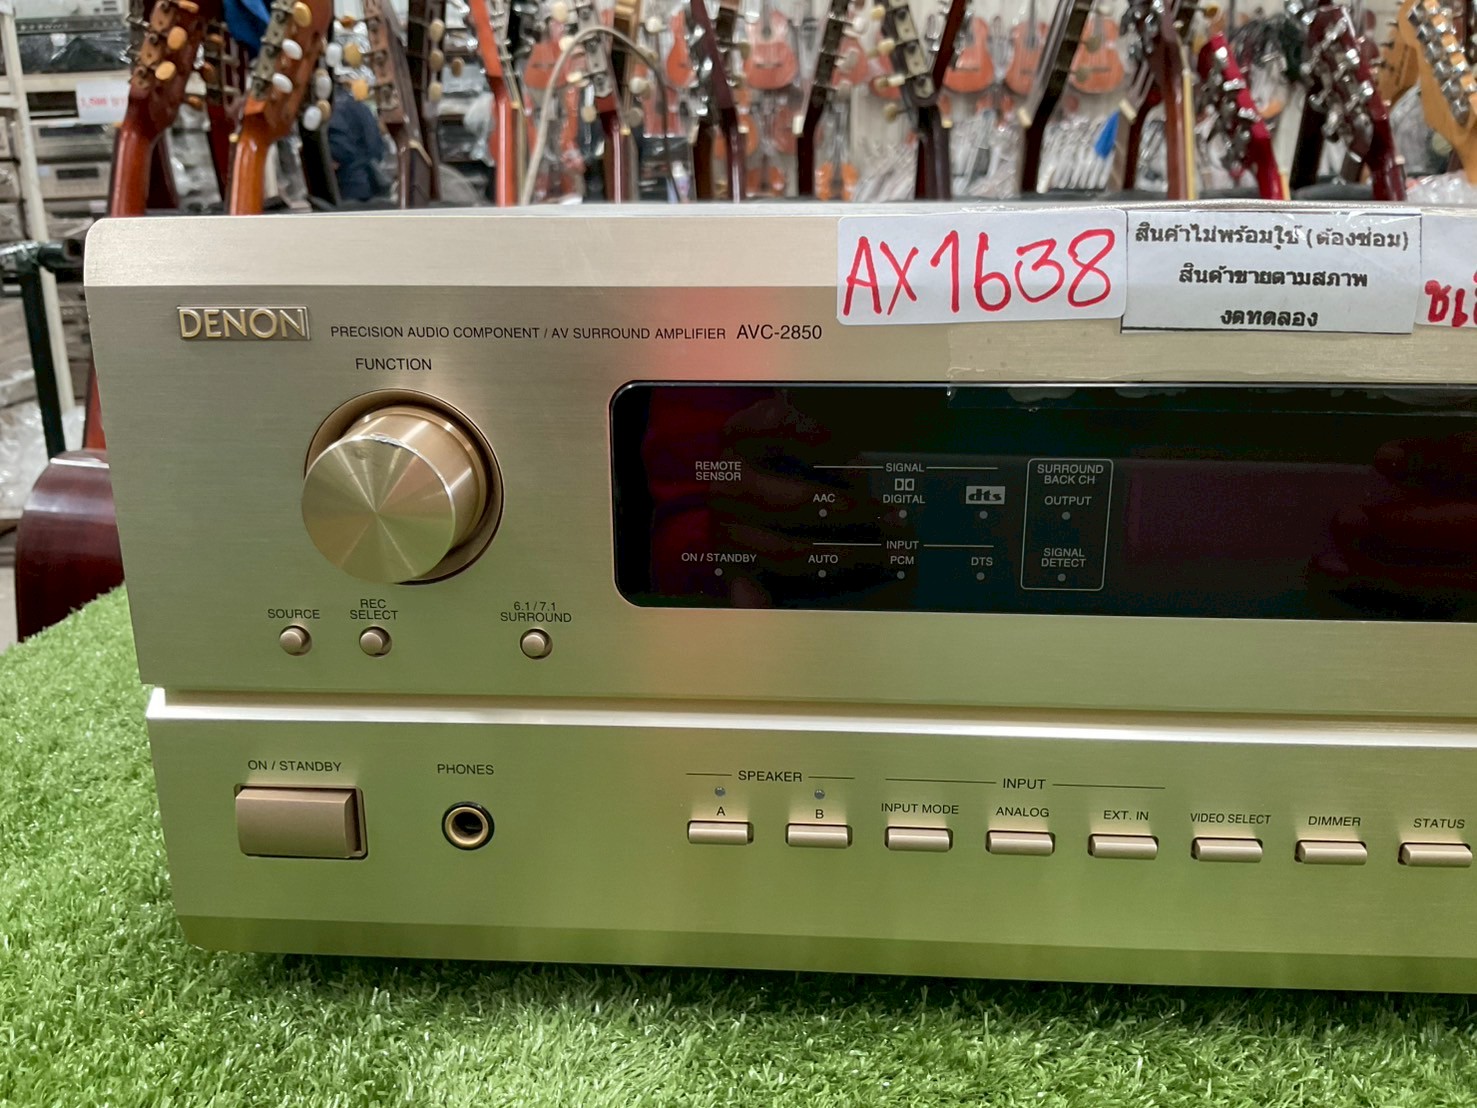 AX1638
สินค้าไม่พร้อมใช้ (ต้องซ่อม)
สินค้าขายตามสภาพ
งดทดลอง
DENON PRECISION AUDIO COMPONENT / AV SURROUND AMPLIFIER AVC-2850
FUNCTION
REMOTE
SENSOR
SIGNAL
AAC
DIGITAL
dts
SURROUND
BACK CH
OUTPUT
ON / STANDBY
INPUT
AUTO
PCM
DTS
SIGNAL
DETECT
SOURCE
REC
SELECT
6.1 / 7.1
SURROUND
ON / STANDBY
PHONES
SPEAKER
A
B
INPUT
INPUT MODE
ANALOG
EXT. IN
VIDEO SELECT
DIMMER
STATUS